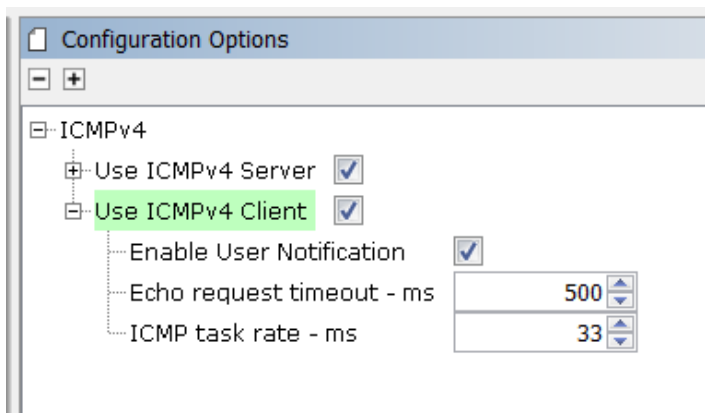 Configuration Options
ICMPv4
Use ICMPv4 Server
Use ICMPv4 Client
Enable User Notification
Echo request timeout - ms 500
ICMP task rate - ms 33